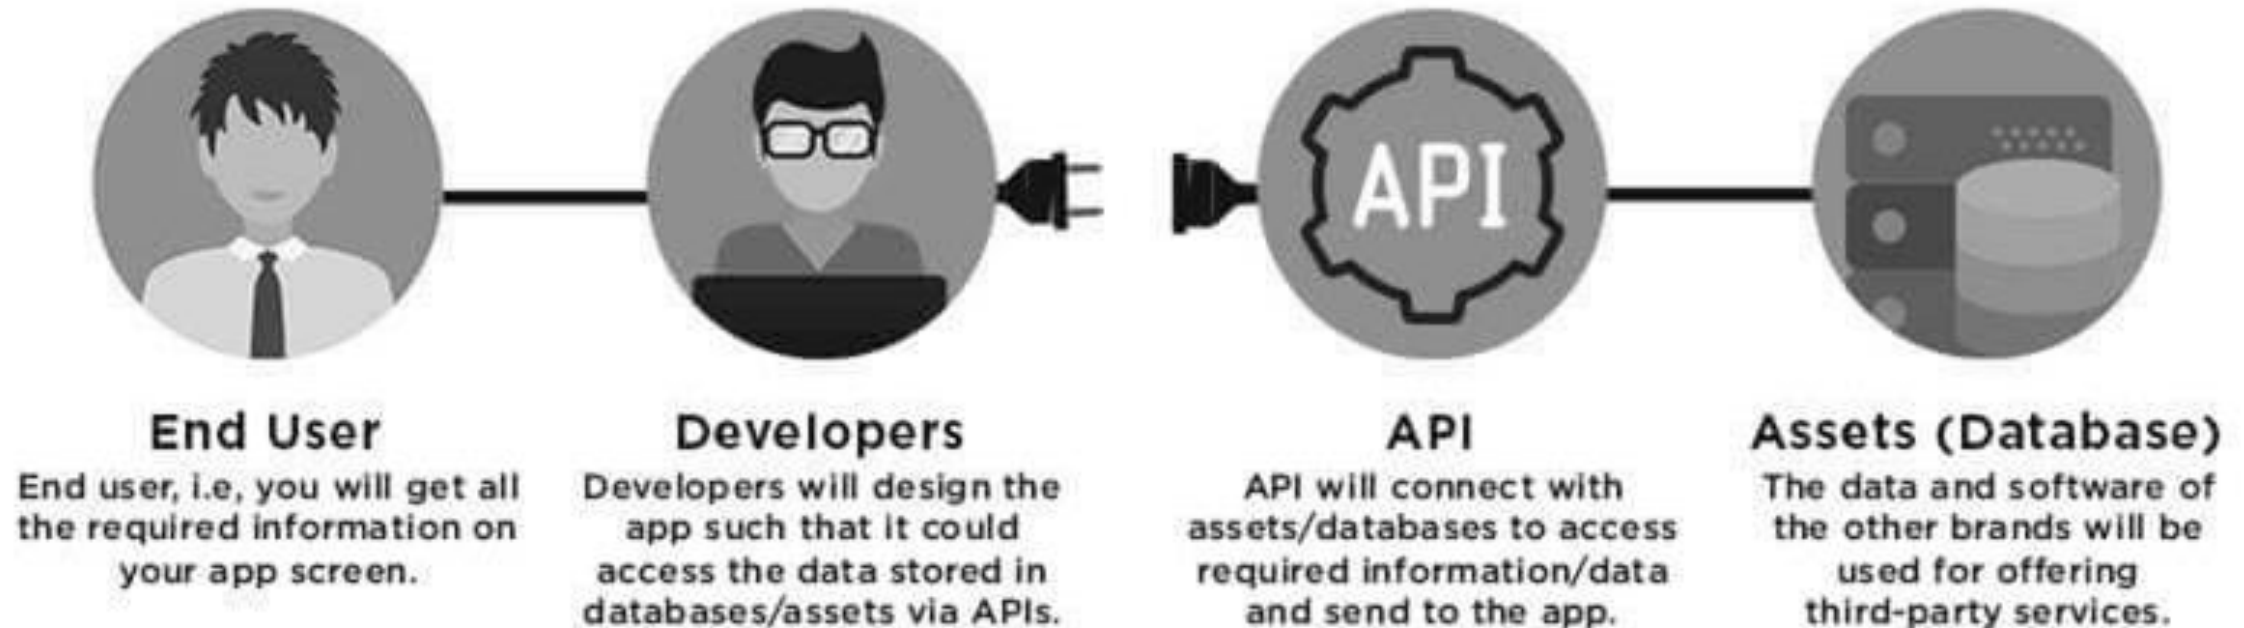 API
End User
End user, i.e, you will get all
the required information on
your app screen.
Developers
Developers will design the
app such that it could
access the data stored in
databases/assets via APIs.
API
API will connect with
assets/databases to access
required information/data
and send to the app.
Assets (Database)
The data and software of
the other brands will be
used for offering
third-party services.